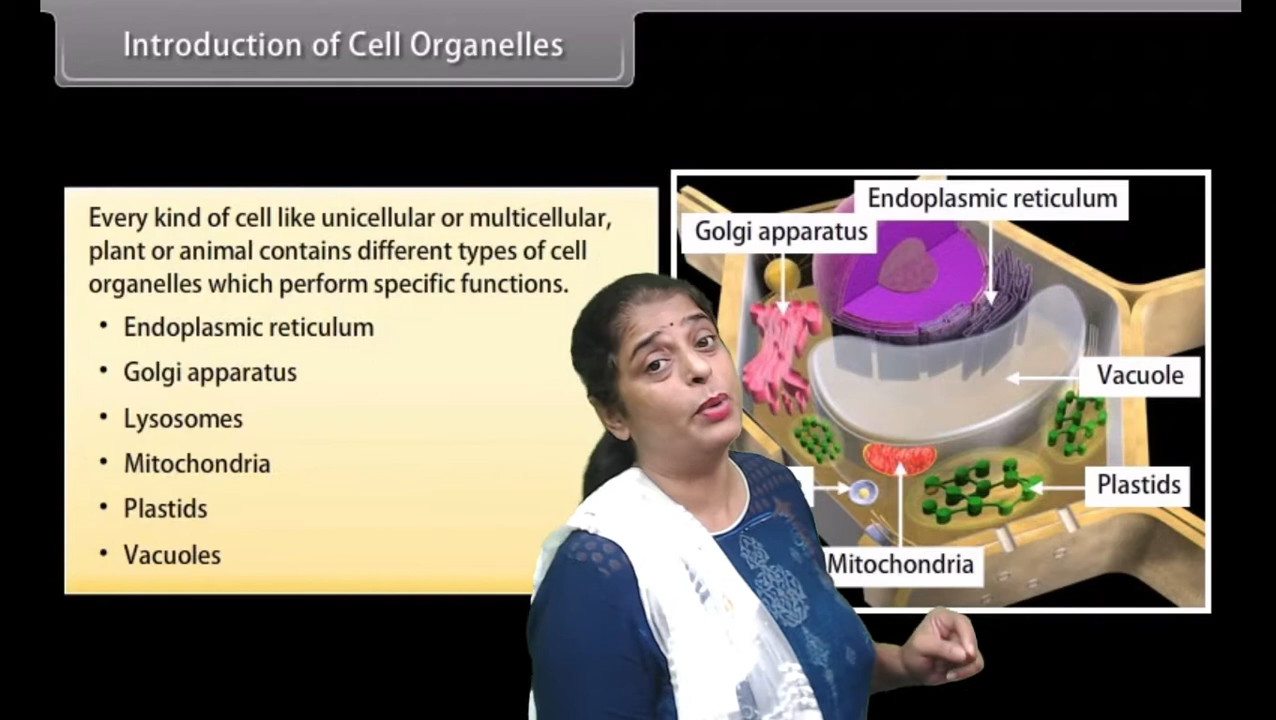 Introduction of Cell Organelles
Every kind of cell like unicellular or multicellular,
plant or animal contains different types of cell
organelles which perform specific functions.
• Endoplasmic reticulum
• Golgi apparatus
• Lysosomes
• Mitochondria
• Plastids
• Vacuoles
Endoplasmic reticulum
Golgi apparatus
Vacuole
Plastids
Mitochondria